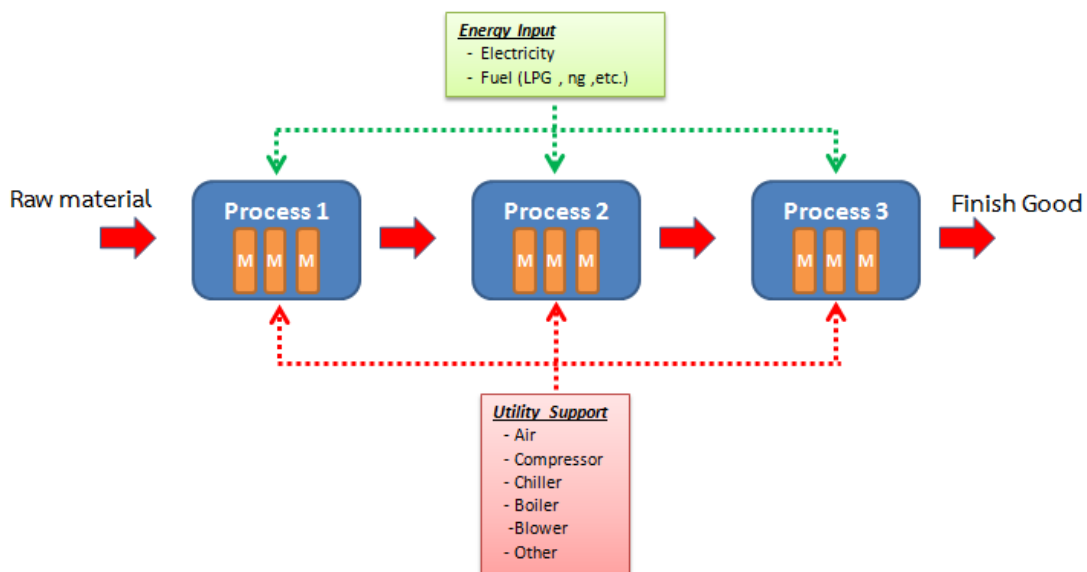 Energy Input
- Electricity
- Fuel (LPG , ng ,etc.)
Raw material
Process 1
M M M
Process 2
M M M
Process 3
M M M
Finish Good
Utility Support
- Air
- Compressor
- Chiller
- Boiler
-Blower
- Other